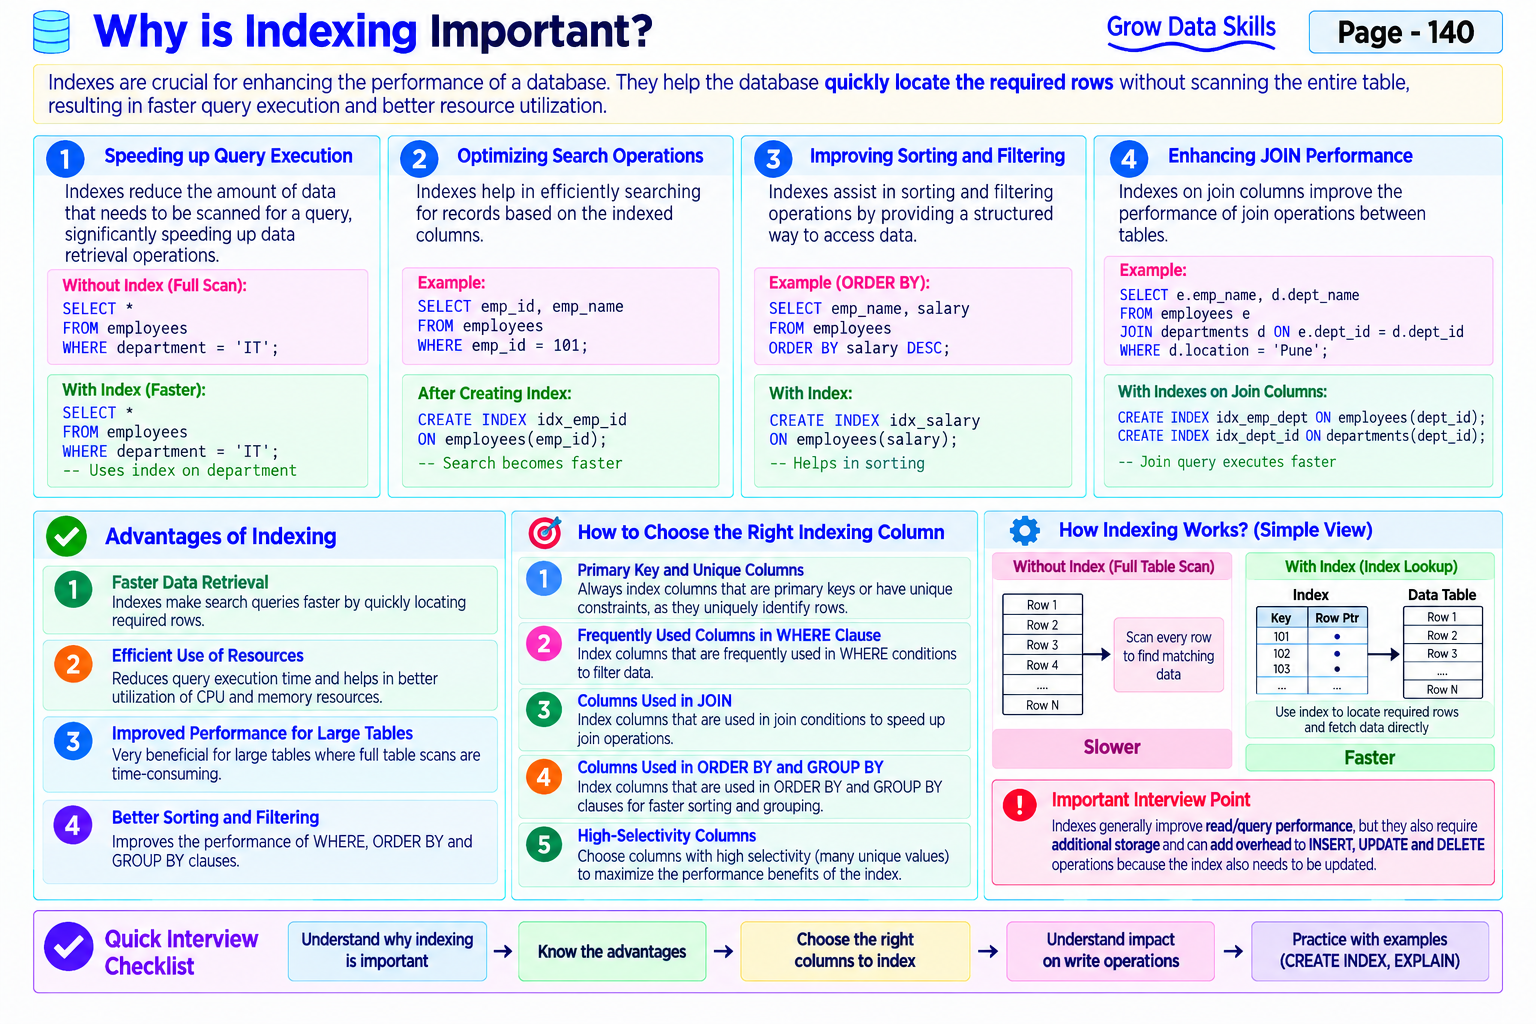 Why is Indexing Important?
Grow Data Skills
Page - 140
Indexes are crucial for enhancing the performance of a database. They help the database quickly locate the required rows without scanning the entire table,
resulting in faster query execution and better resource utilization.
1 Speeding up Query Execution
Indexes reduce the amount of data
that needs to be scanned for a query,
significantly speeding up data
retrieval operations.
Without Index (Full Scan):
SELECT *
FROM employees
WHERE department = 'IT';
With Index (Faster):
SELECT *
FROM employees
WHERE department = 'IT';
-- Uses index on department
2 Optimizing Search Operations
Indexes help in efficiently searching
for records based on the indexed
columns.
Example:
SELECT emp_id, emp_name
FROM employees
WHERE emp_id = 101;
After Creating Index:
CREATE INDEX idx_emp_id
ON employees(emp_id);
-- Search becomes faster
3 Improving Sorting and Filtering
Indexes assist in sorting and filtering
operations by providing a structured
way to access data.
Example (ORDER BY):
SELECT emp_name, salary
FROM employees
ORDER BY salary DESC;
With Index:
CREATE INDEX idx_salary
ON employees(salary);
-- Helps in sorting
4 Enhancing JOIN Performance
Indexes on join columns improve the
performance of join operations between
tables.
Example:
SELECT e.emp_name, d.dept_name
FROM employees e
JOIN departments d ON e.dept_id = d.dept_id
WHERE d.location = 'Pune';
With Indexes on Join Columns:
CREATE INDEX idx_emp_dept ON employees(dept_id);
CREATE INDEX idx_dept_id ON departments(dept_id);
-- Join query executes faster
Advantages of Indexing
1 Faster Data Retrieval
Indexes make search queries faster by quickly locating
required rows.
2 Efficient Use of Resources
Reduces query execution time and helps in better
utilization of CPU and memory resources.
3 Improved Performance for Large Tables
Very beneficial for large tables where full table scans are
time-consuming.
4 Better Sorting and Filtering
Improves the performance of WHERE, ORDER BY and
GROUP BY clauses.
How to Choose the Right Indexing Column
1 Primary Key and Unique Columns
Always index columns that are primary keys or have unique
constraints, as they uniquely identify rows.
2 Frequently Used Columns in WHERE Clause
Index columns that are frequently used in WHERE conditions
to filter data.
3 Columns Used in JOIN
Index columns that are used in join conditions to speed up
join operations.
4 Columns Used in ORDER BY and GROUP BY
Index columns that are used in ORDER BY and GROUP BY
clauses for faster sorting and grouping.
5 High-Selectivity Columns
Choose columns with high selectivity (many unique values)
to maximize the performance benefits of the index.
How Indexing Works? (Simple View)
Without Index (Full Table Scan)
Row 1
Row 2
Row 3
Row 4
....
Row N
Scan every row
to find matching
data
Slower
With Index (Index Lookup)
Index
Key Row Ptr
101 •
102 •
103 •
... ...
Data Table
Row 1
Row 2
Row 3
....
Row N
Use index to locate required rows
and fetch data directly
Faster
! Important Interview Point
Indexes generally improve read/query performance, but they also require
additional storage and can add overhead to INSERT, UPDATE and DELETE
operations because the index also needs to be updated.
Quick Interview
Checklist
Understand why indexing
is important
Know the advantages
Choose the right
columns to index
Understand impact
on write operations
Practice with examples
(CREATE INDEX, EXPLAIN)